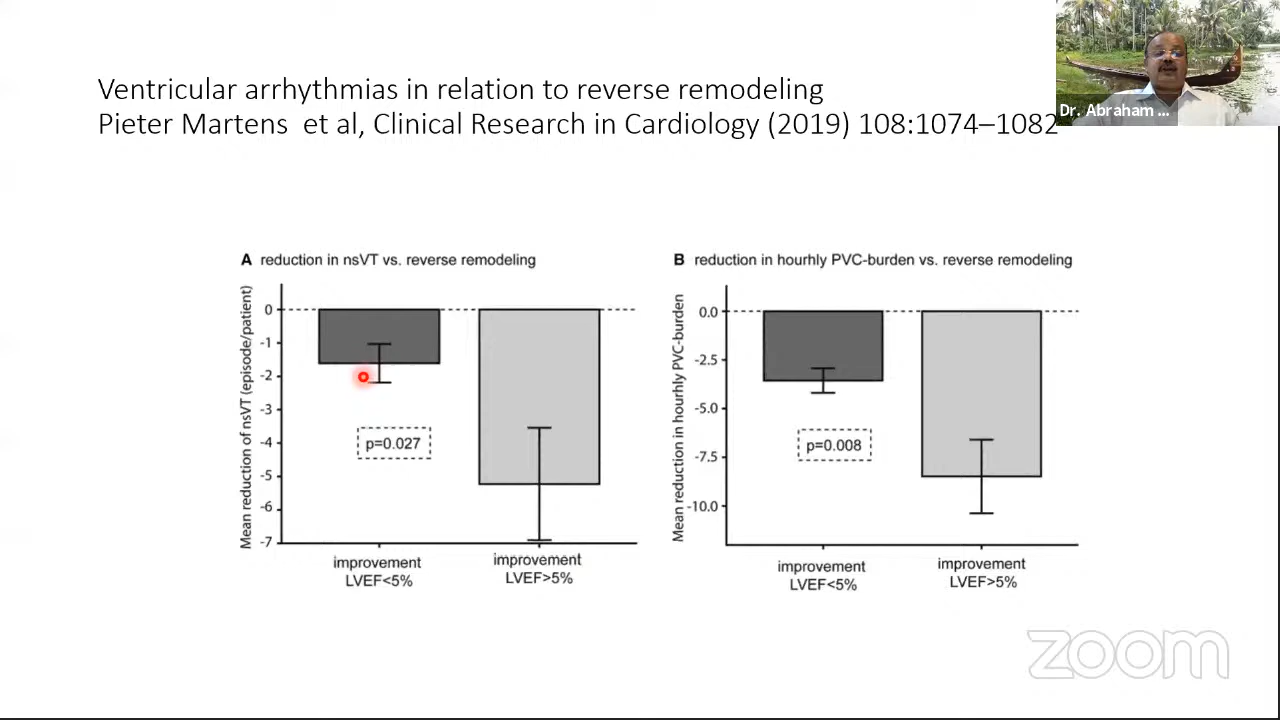 Ventricular arrhythmias in relation to reverse remodeling
Pieter Martens et al, Clinical Research in Cardiology (2019) 108:1074–1082
Dr. Abraham ...
A reduction in nsVT vs. reverse remodeling
Mean reduction of nsVT (episode/patient)
0
-1
-2
-3
-4
-5
-6
-7
p=0.027
improvement
LVEF<5%
improvement
LVEF>5%
B reduction in hourhly PVC-burden vs. reverse remodeling
Mean reduction in hourhly PVC-burden
0.0
-2.5
-5.0
-7.5
-10.0
p=0.008
improvement
LVEF<5%
improvement
LVEF>5%
zoom